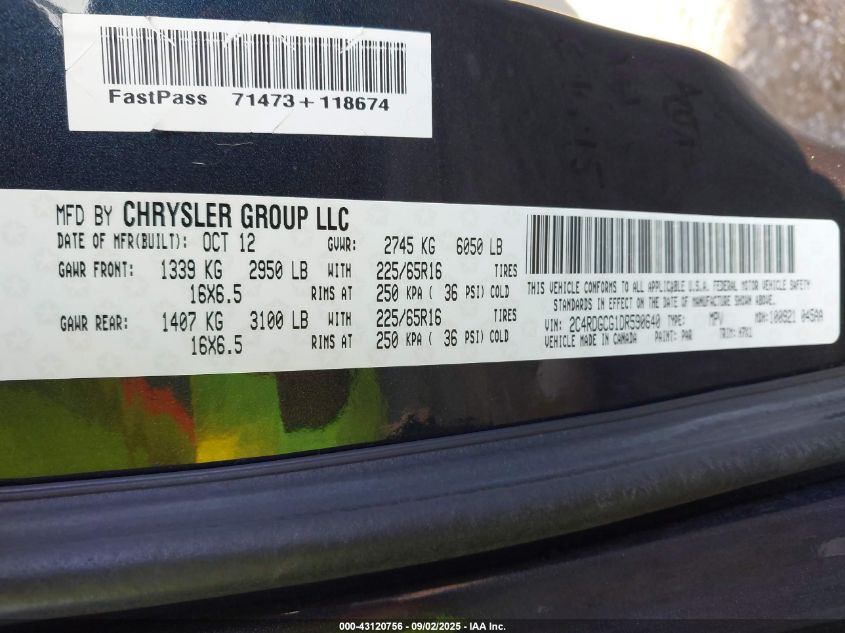 FastPass 71473+118674
MFD BY CHRYSLER GROUP LLC
DATE OF MFR(BUILT): OCT 12 GVWR: 2745 KG 6050 LB
GAWR FRONT: 1339 KG 2950 LB WITH 225/65R16 TIRES
16X6.5 RIMS AT 250 KPA ( 36 PSI) COLD
GAWR REAR: 1407 KG 3100 LB WITH 225/65R16 TIRES
16X6.5 RIMS AT 250 KPA ( 36 PSI) COLD
THIS VEHICLE CONFORMS TO ALL APPLICABLE U.S.A. FEDERAL MOTOR VEHICLE SAFETY
STANDARDS IN EFFECT ON THE DATE OF MANUFACTURE SHOWN ABOVE.
VIN: 2C4RDGCG1DR590640 TYPE: MPV MDH: 100921 045AA
VEHICLE MADE IN CANADA PAINT: PAR TRIM:
000-43120756 - 09/02/2025 - IAA Inc.